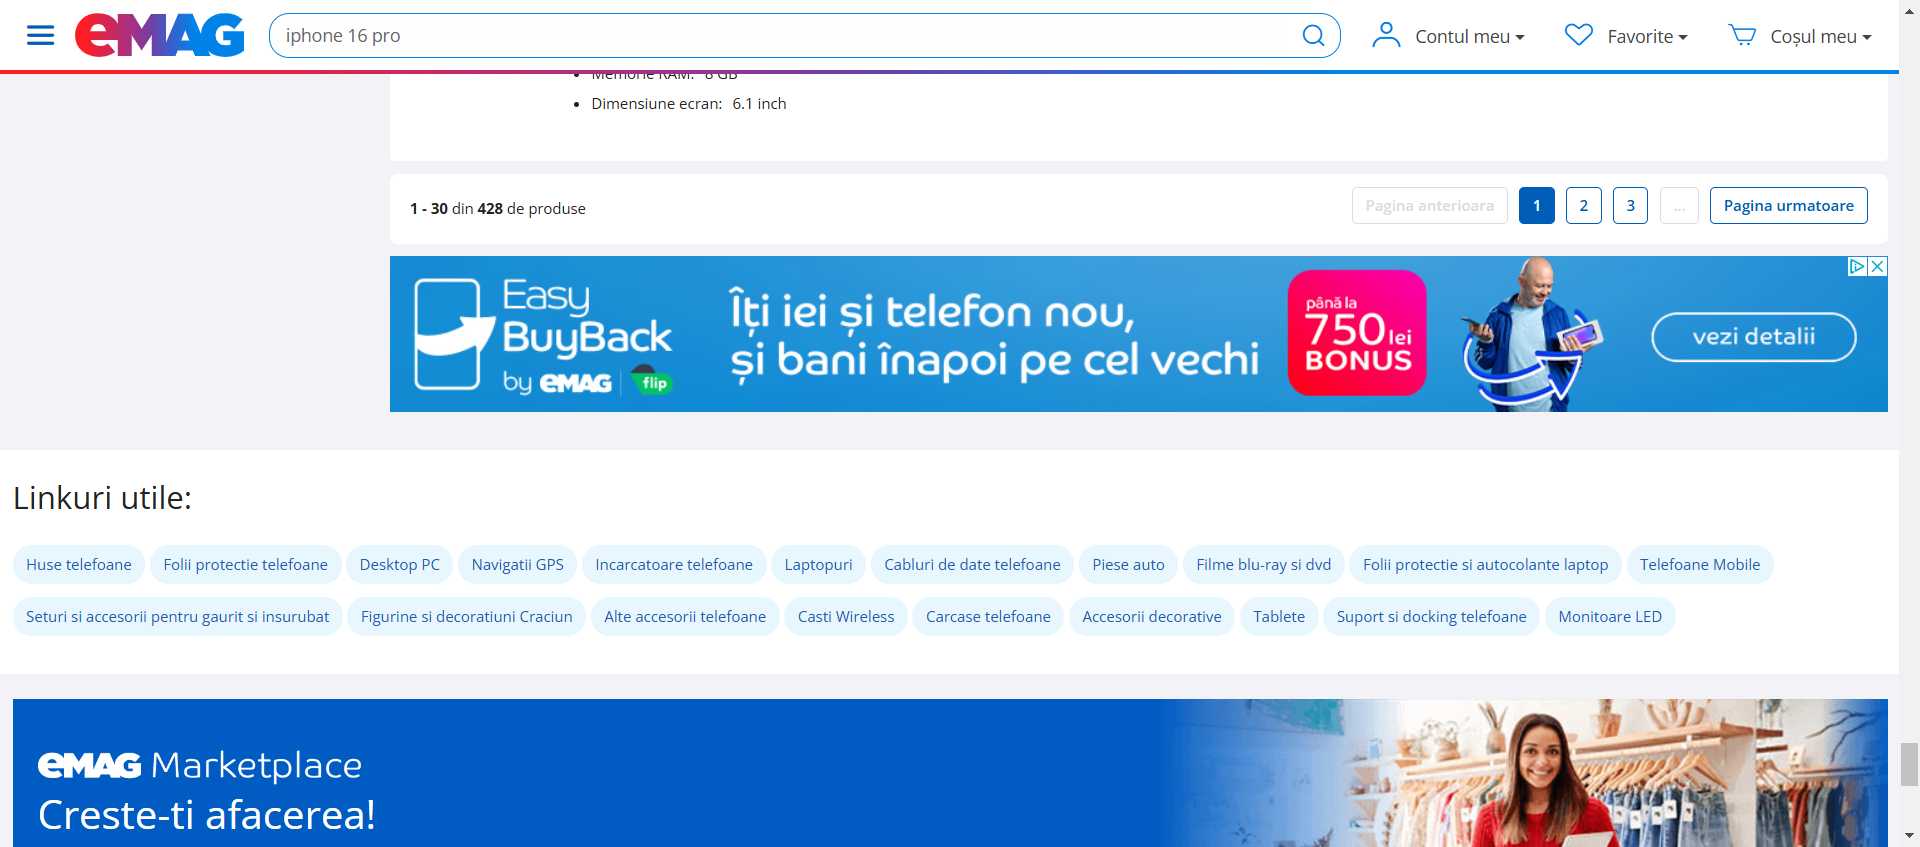 eMAG
iphone 16 pro
Contul meu
Favorite
Coșul meu
Memorie RAM: 8 GB
Dimensiune ecran: 6.1 inch
1 - 30 din 428 de produse
Pagina anterioara
1
2
3
...
Pagina urmatoare
Easy
BuyBack
by eMAG flip
Îți iei și telefon nou,
și bani înapoi pe cel vechi
până la
750 lei
BONUS
vezi detalii
Linkuri utile:
Huse telefoane Folii protectie telefoane Desktop PC Navigatii GPS Incarcatoare telefoane Laptopuri Cabluri de date telefoane Piese auto Filme blu-ray si dvd Folii protectie si autocolante laptop Telefoane Mobile
Seturi si accesorii pentru gaurit si insurubat Figurine si decoratiuni Craciun Alte accesorii telefoane Casti Wireless Carcase telefoane Accesorii decorative Tablete Suport si docking telefoane Monitoare LED
eMAG Marketplace
Creste-ti afacerea!